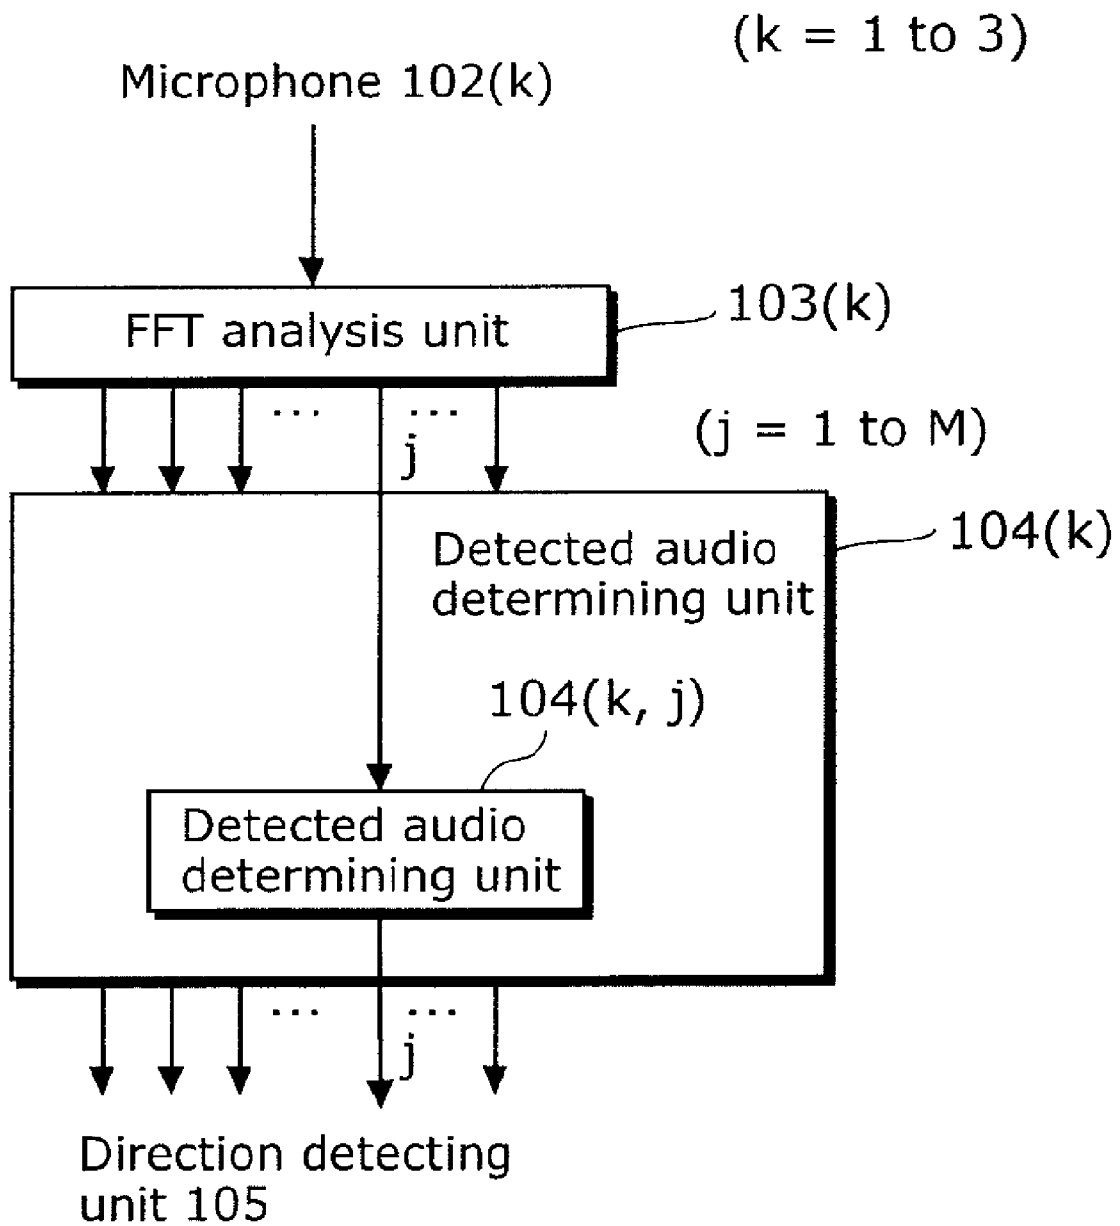 (k = 1 to 3)
Microphone 102(k)
FFT analysis unit
103(k)
... ...
j
(j = 1 to M)
104(k)
Detected audio
determining unit
104(k, j)
Detected audio
determining unit
... ...
j
Direction detecting
unit 105